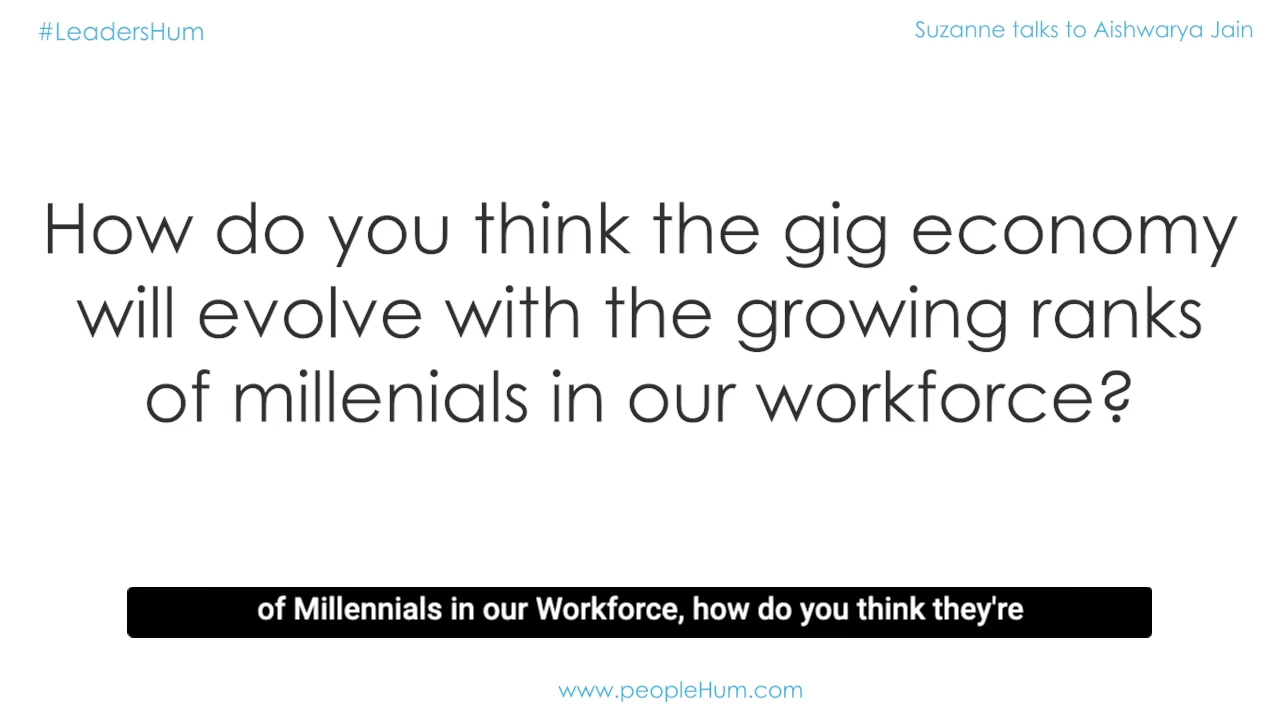 #LeadersHum
Suzanne talks to Aishwarya Jain
How do you think the gig economy
will evolve with the growing ranks
of millenials in our workforce?
of Millennials in our Workforce, how do you think they're
www.peopleHum.com